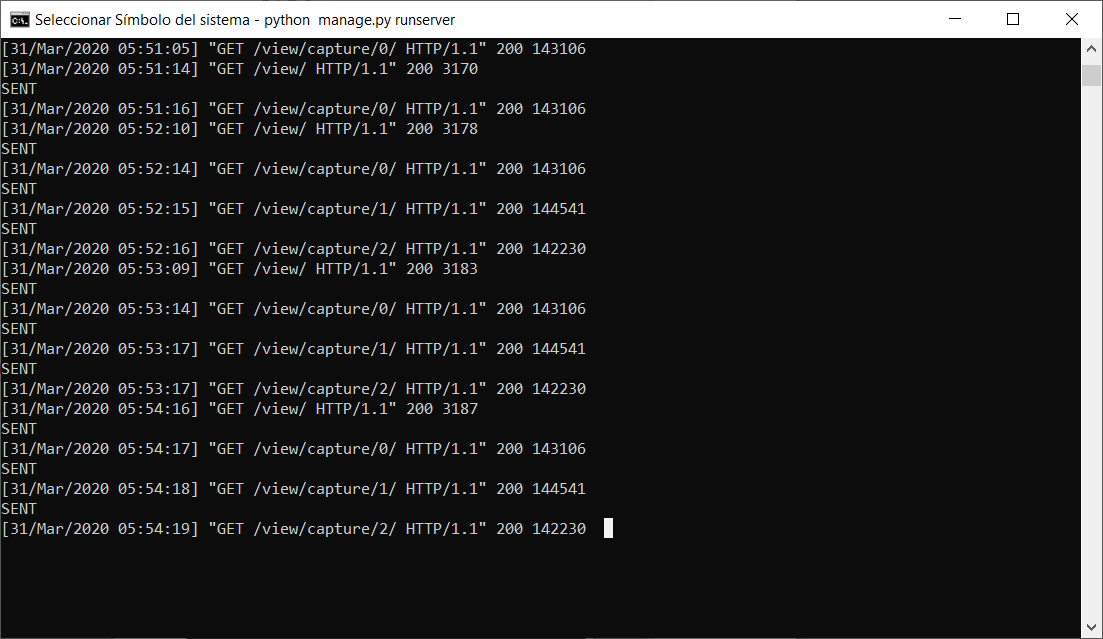 Seleccionar Símbolo del sistema - python  manage.py runserver
[31/Mar/2020 05:51:05] "GET /view/capture/0/ HTTP/1.1" 200 143106
[31/Mar/2020 05:51:14] "GET /view/ HTTP/1.1" 200 3170
SENT
[31/Mar/2020 05:51:16] "GET /view/capture/0/ HTTP/1.1" 200 143106
[31/Mar/2020 05:52:10] "GET /view/ HTTP/1.1" 200 3178
SENT
[31/Mar/2020 05:52:14] "GET /view/capture/0/ HTTP/1.1" 200 143106
SENT
[31/Mar/2020 05:52:15] "GET /view/capture/1/ HTTP/1.1" 200 144541
SENT
[31/Mar/2020 05:52:16] "GET /view/capture/2/ HTTP/1.1" 200 142230
[31/Mar/2020 05:53:09] "GET /view/ HTTP/1.1" 200 3183
SENT
[31/Mar/2020 05:53:14] "GET /view/capture/0/ HTTP/1.1" 200 143106
SENT
[31/Mar/2020 05:53:17] "GET /view/capture/1/ HTTP/1.1" 200 144541
SENT
[31/Mar/2020 05:53:17] "GET /view/capture/2/ HTTP/1.1" 200 142230
[31/Mar/2020 05:54:16] "GET /view/ HTTP/1.1" 200 3187
SENT
[31/Mar/2020 05:54:17] "GET /view/capture/0/ HTTP/1.1" 200 143106
SENT
[31/Mar/2020 05:54:18] "GET /view/capture/1/ HTTP/1.1" 200 144541
SENT
[31/Mar/2020 05:54:19] "GET /view/capture/2/ HTTP/1.1" 200 142230